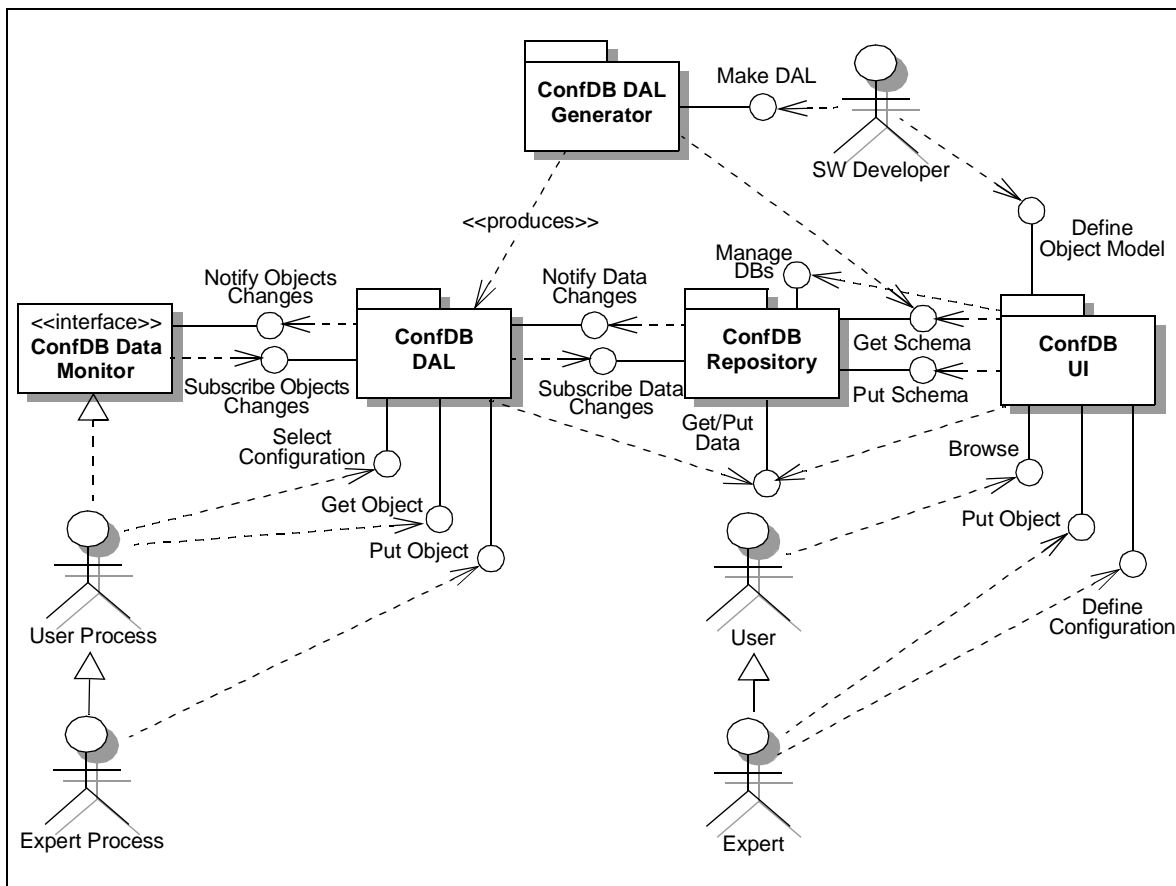 Make DAL
ConfDB DAL
Generator
SW Developer
<<produces>>
Define
Object Model
Manage
DBs
Notify Objects
Changes
Notify Data
Changes
<<interface>>
ConfDB Data
Monitor
ConfDB
DAL
ConfDB
Repository
Get Schema
ConfDB
UI
Subscribe Objects
Changes
Subscribe Data
Changes
Put Schema
Get/Put
Data
Select
Configuration
Browse
Get Object
Put Object
Put Object
Define
Configuration
User Process
User
Expert Process
Expert